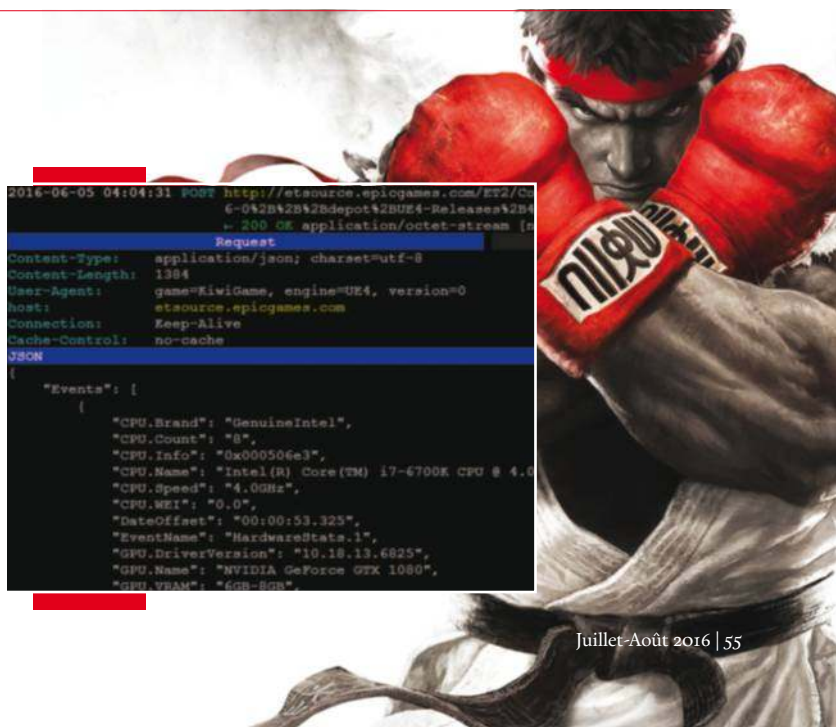 2016-06-05 04:04:31 POST http://etsource.epicgames.com/ET2/Co
6-0%2B%2B%2Bdepot%2BUE4-Releases%2B4
← 200 OK application/octet-stream [n
Request
Content-Type: application/json; charset=utf-8
Content-Length: 1384
User-Agent: game=KiwiGame, engine=UE4, version=0
host: etsource.epicgames.com
Connection: Keep-Alive
Cache-Control: no-cache
JSON
{
"Events": [
{
"CPU.Brand": "GenuineIntel",
"CPU.Count": "8",
"CPU.Info": "0x000506e3",
"CPU.Name": "Intel(R) Core(TM) i7-6700K CPU @ 4.0
"CPU.Speed": "4.0GHz",
"CPU.WEI": "0.0",
"DateOffset": "00:00:53.325",
"EventName": "HardwareStats.1",
"GPU.DriverVersion": "10.18.13.6825",
"GPU.Name": "NVIDIA GeForce GTX 1080",
"GPU.VRAM": "6GB-8GB",
Juillet-Août 2016 | 55